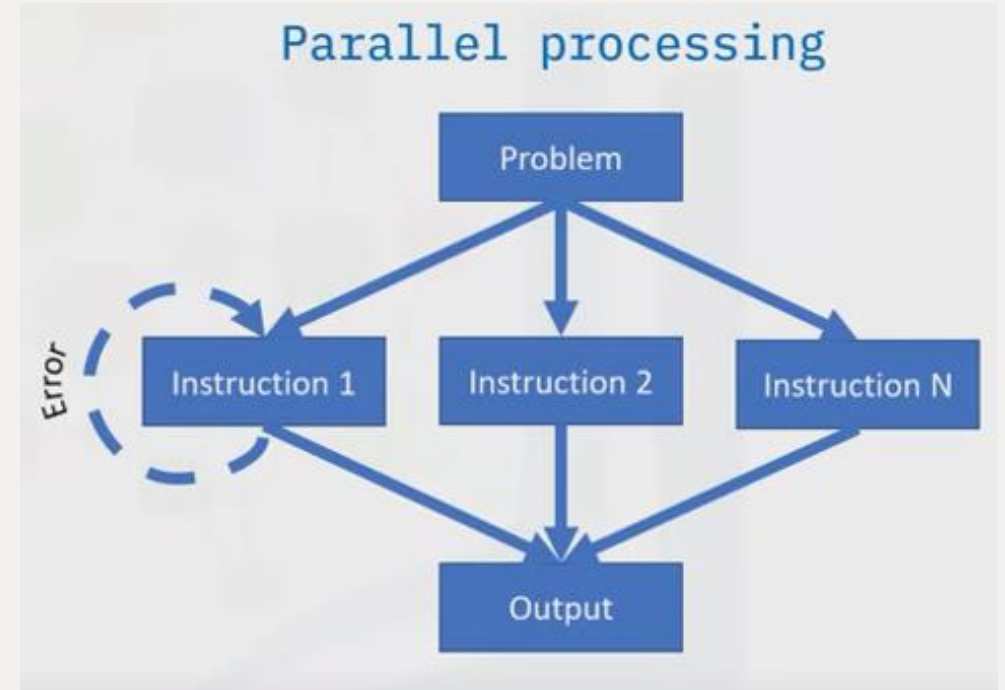 Parallel processing
Problem
Error
Instruction 1
Instruction 2
Instruction N
Output